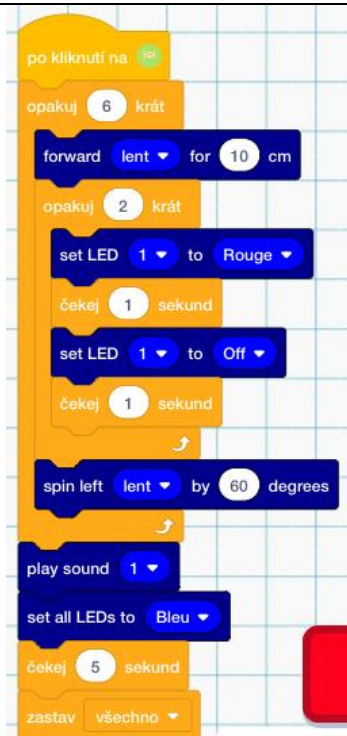 po kliknutí na
opakuj 6 krát
forward lent for 10 cm
opakuj 2 krát
set LED 1 to Rouge
čekej 1 sekund
set LED 1 to Off
čekej 1 sekund
spin left lent by 60 degrees
play sound 1
set all LEDs to Bleu
čekej 5 sekund
zastav všechno